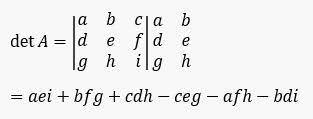 det A = |a b c| a b
|d e f| d e
|g h i| g h
= aei + bfg + cdh − ceg − afh − bdi